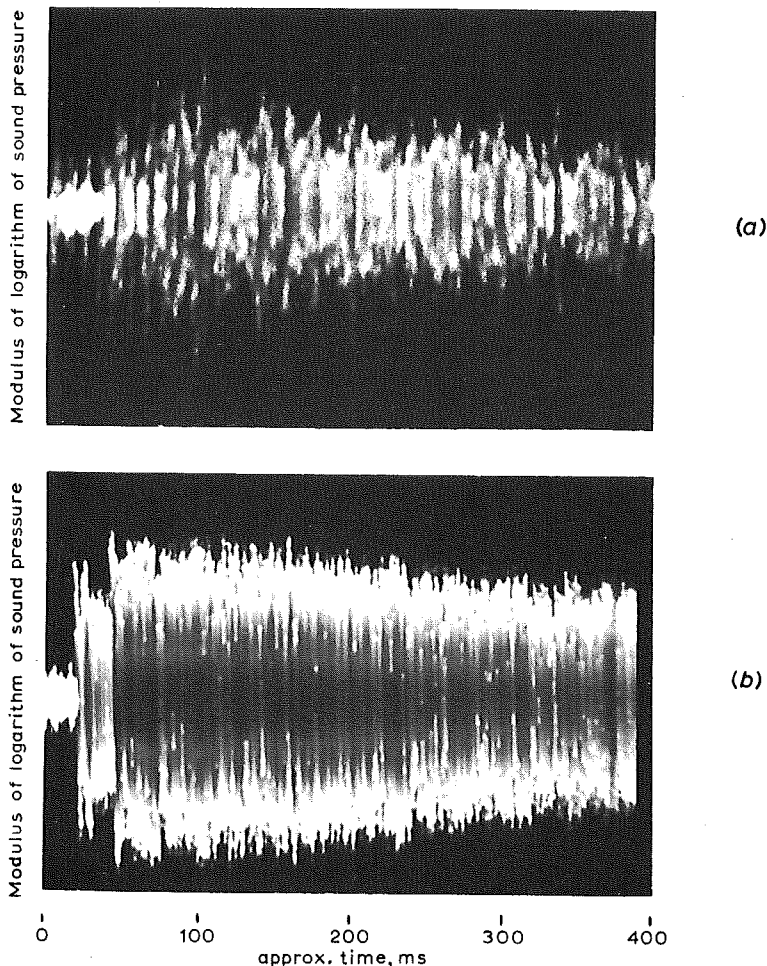 Modulus of logarithm of sound pressure
(a)
Modulus of logarithm of sound pressure
(b)
0 100 200 300 400
approx. time, ms